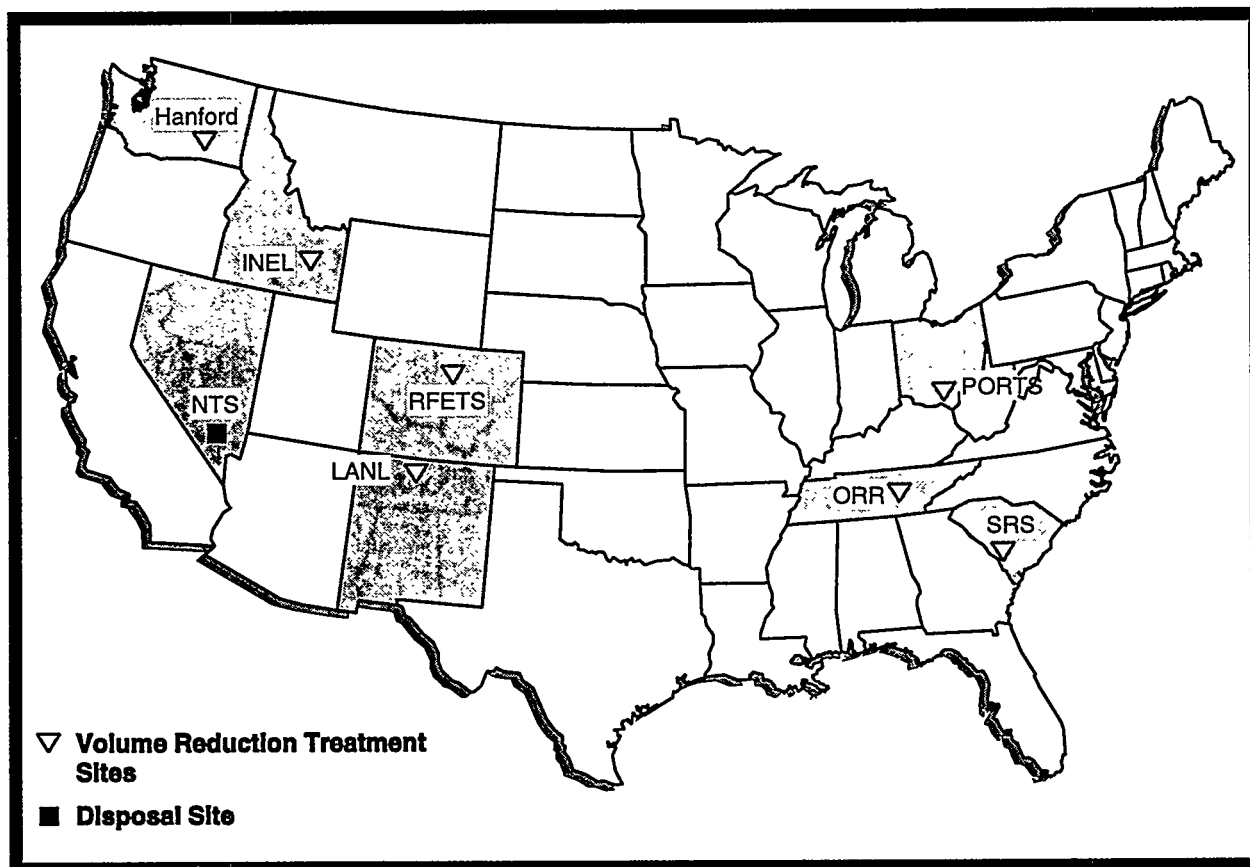 Hanford
INEL
NTS
RFETS
LANL
PORTS
ORR
SRS
Volume Reduction Treatment
Sites
Disposal Site